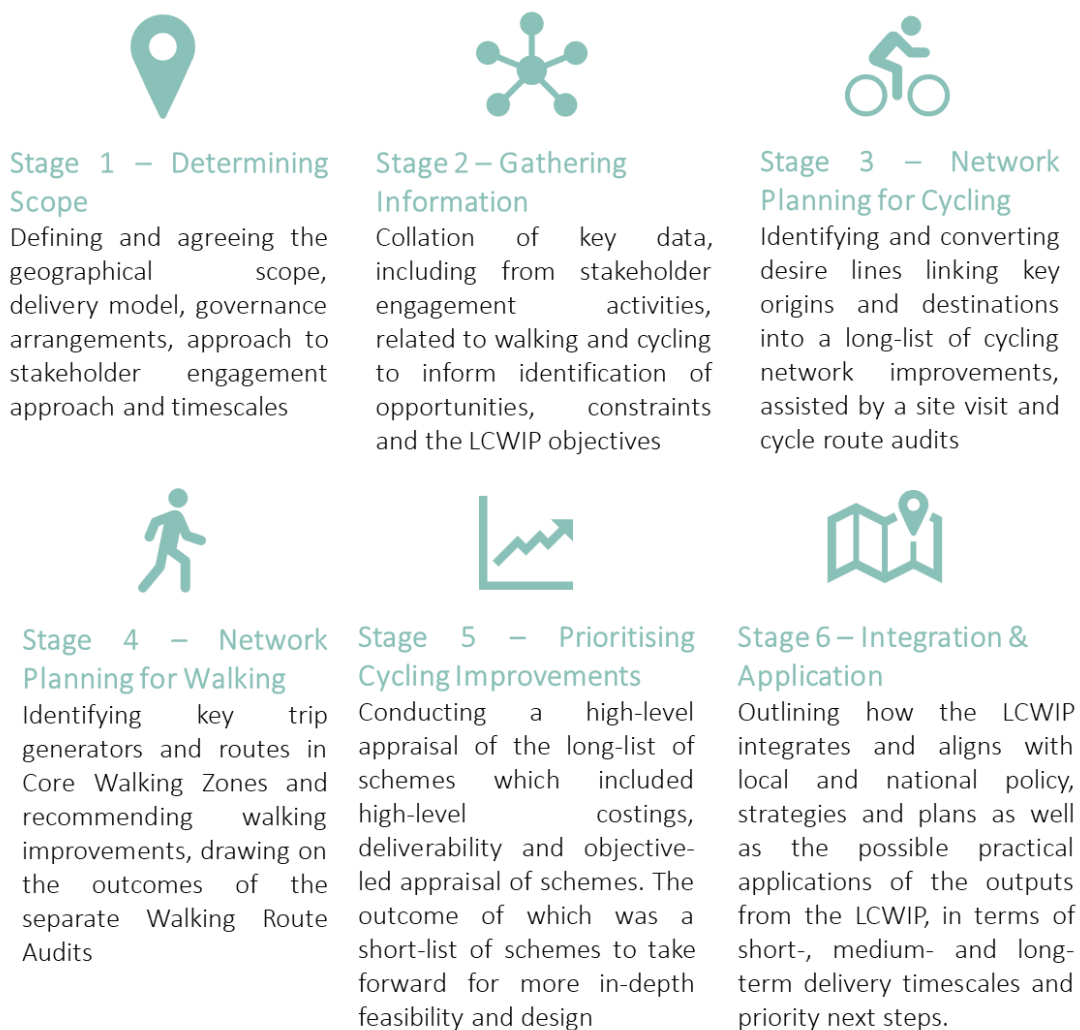 Stage 1 – Determining
Scope
Defining and agreeing the
geographical scope,
delivery model, governance
arrangements, approach to
stakeholder engagement
approach and timescales
Stage 2 – Gathering
Information
Collation of key data,
including from stakeholder
engagement activities,
related to walking and cycling
to inform identification of
opportunities, constraints
and the LCWIP objectives
Stage 3 – Network
Planning for Cycling
Identifying and converting
desire lines linking key
origins and destinations
into a long-list of cycling
network improvements,
assisted by a site visit and
cycle route audits
Stage 4 – Network
Planning for Walking
Identifying key trip
generators and routes in
Core Walking Zones and
recommending walking
improvements, drawing on
the outcomes of the
separate Walking Route
Audits
Stage 5 – Prioritising
Cycling Improvements
Conducting a high-level
appraisal of the long-list of
schemes which included
high-level costings,
deliverability and objective-
led appraisal of schemes. The
outcome of which was a
short-list of schemes to take
forward for more in-depth
feasibility and design
Stage 6 – Integration &
Application
Outlining how the LCWIP
integrates and aligns with
local and national policy,
strategies and plans as well
as the possible practical
applications of the outputs
from the LCWIP, in terms of
short-, medium- and long-
term delivery timescales and
priority next steps.